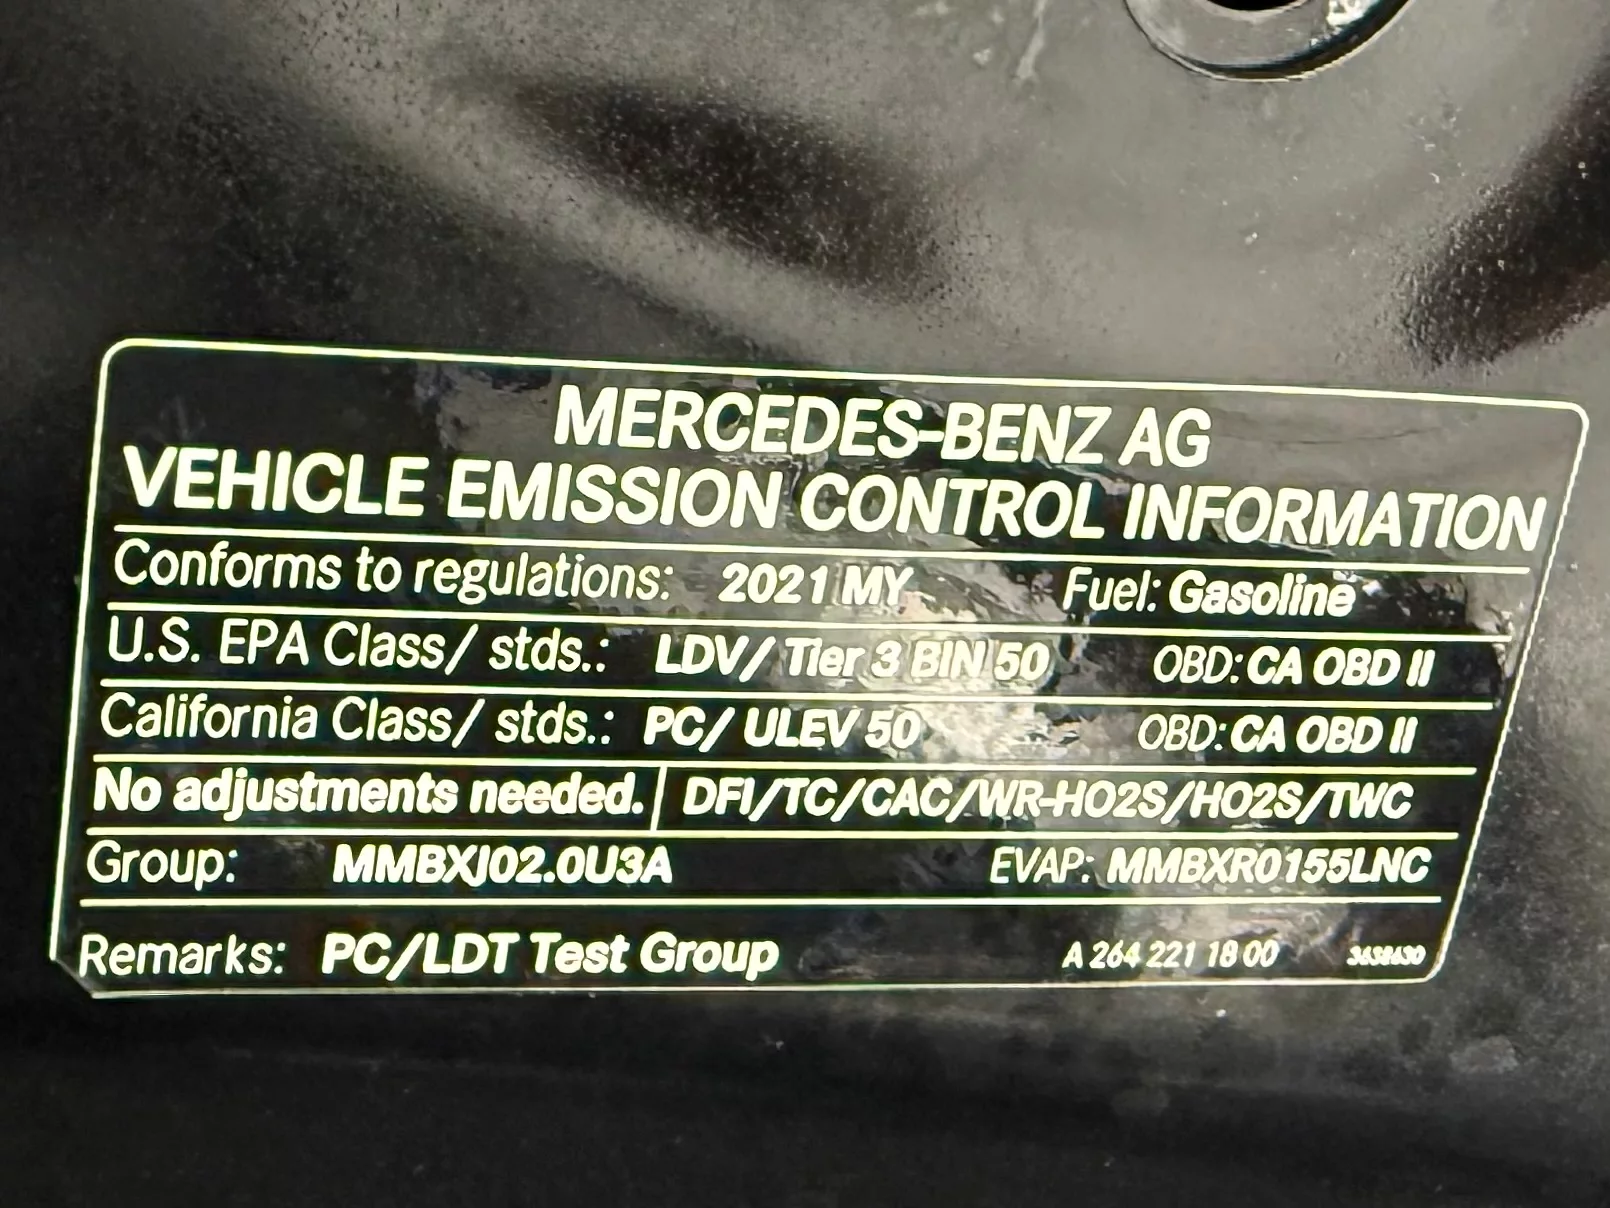 MERCEDES-BENZ AG
VEHICLE EMISSION CONTROL INFORMATION
Conforms to regulations: 2021 MY Fuel: Gasoline
U.S. EPA Class/ stds.: LDV/ Tier 3 BIN 50 OBD: CA OBD II
California Class/ stds.: PC/ ULEV 50 OBD: CA OBD II
No adjustments needed. DFI/TC/CAC/WR-HO2S/HO2S/TWC
Group: MMBXJ02.0U3A EVAP: MMBXR0155LNC
Remarks: PC/LDT Test Group A 264 221 18 00